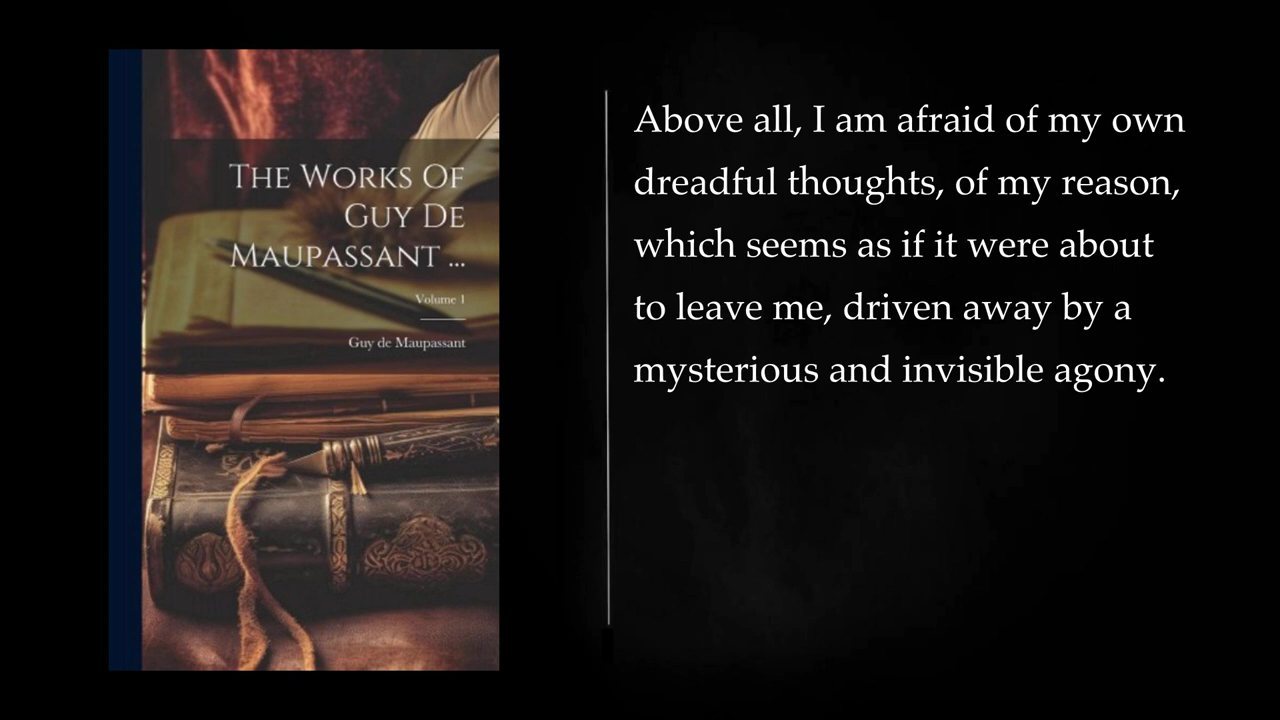 THE WORKS OF
GUY DE
MAUPASSANT ...
Volume 1
Guy de Maupassant
Above all, I am afraid of my own
dreadful thoughts, of my reason,
which seems as if it were about
to leave me, driven away by a
mysterious and invisible agony.